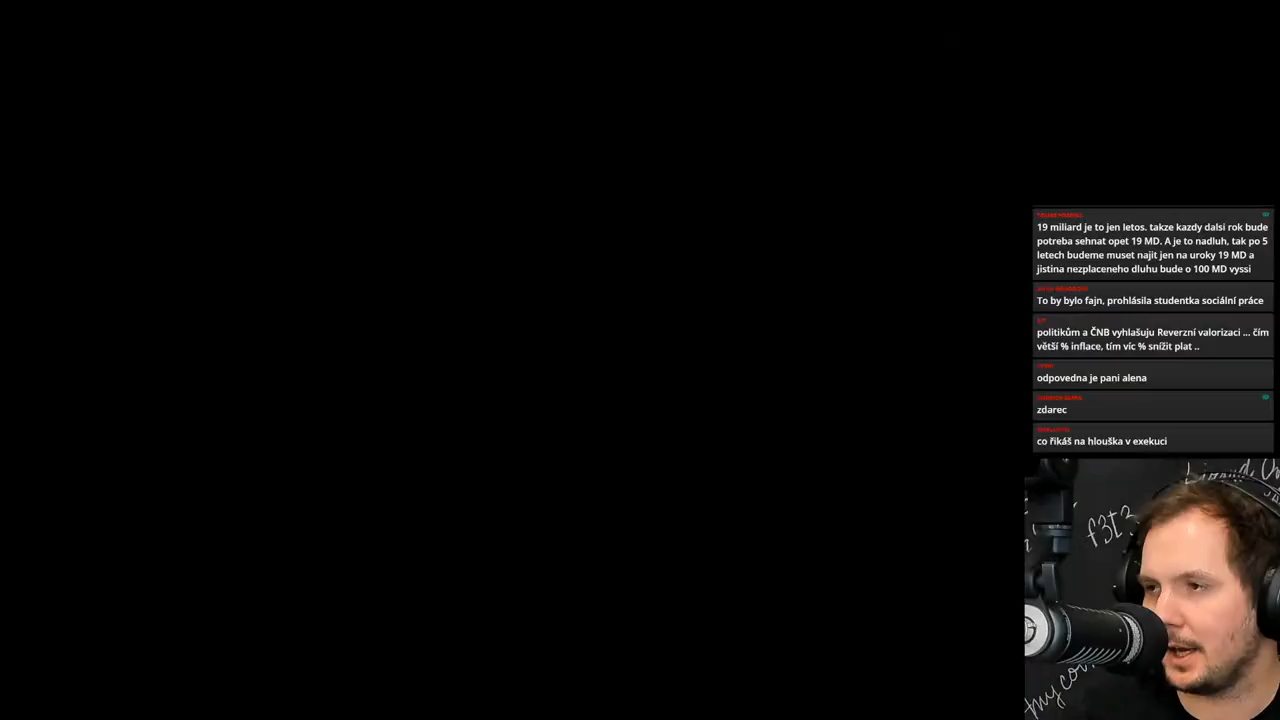 19 miliard je to jen letos. takze kazdy dalsi rok bude
potreba sehnat opet 19 MD. A je to nadluh, tak po 5
letech budeme muset najit jen na uroky 19 MD a
jistina nezplaceneho dluhu bude o 100 MD vyssi
To by bylo fajn, prohlásila studentka sociální práce
politikům a ČNB vyhlašuju Reverzní valorizaci ... čím
větší % inflace, tím víc % snížit plat ..
odpovedna je pani alena
zdarec
co řikáš na hlouška v exekuci
f3t3